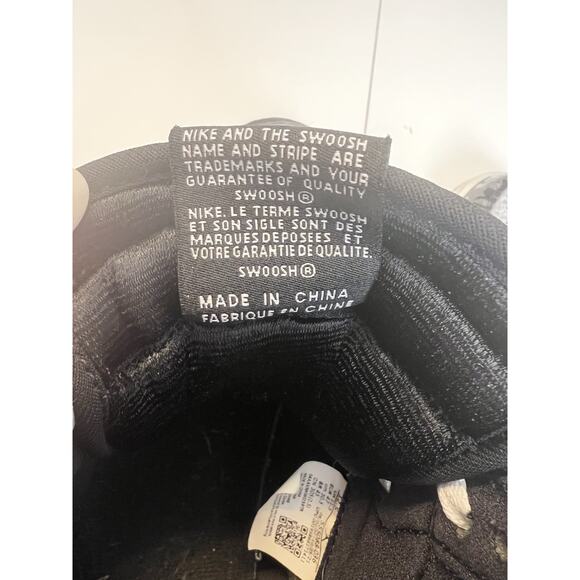 NIKE AND THE SWOOSH
NAME AND STRIPE ARE
TRADEMARKS AND YOUR
GUARANTEE OF QUALITY
SWOOSH®
NIKE. LE TERME SWOOSH
ET SON SIGLE SONT DES
MARQUES DEPOSEES ET
VOTRE GARANTIE DE QUALITE.
SWOOSH®
MADE IN CHINA
FABRIQUE EN CHINE